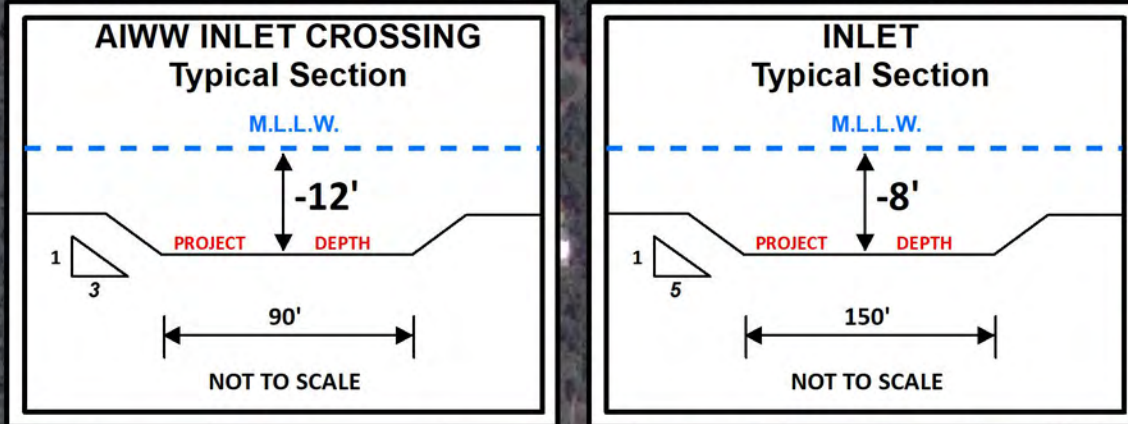 AIWW INLET CROSSING
Typical Section
M.L.L.W.
-12'
PROJECT DEPTH
1
3
90'
NOT TO SCALE
INLET
Typical Section
M.L.L.W.
-8'
PROJECT DEPTH
1
5
150'
NOT TO SCALE